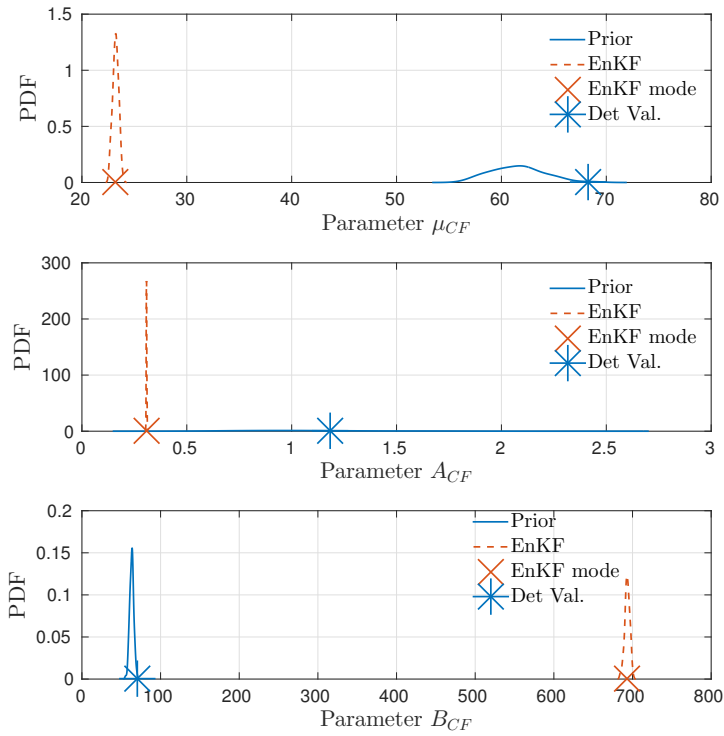 1.5
1
0.5
0
PDF
20
30
40
50
60
70
80
Parameter μ_CF
Prior
EnKF
EnKF mode
Det Val.
300
200
100
0
PDF
0
0.5
1
1.5
2
2.5
3
Parameter A_CF
Prior
EnKF
EnKF mode
Det Val.
0.2
0.15
0.1
0.05
0
PDF
0
100
200
300
400
500
600
700
800
Parameter B_CF
Prior
EnKF
EnKF mode
Det Val.